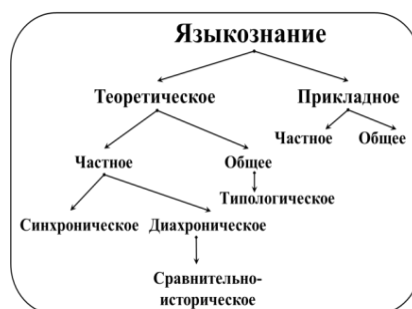 Языкознание
Теоретическое Прикладное
Частное Общее
Частное Общее
Типологическое
Синхроническое Диахроническое
Сравнительно-
историческое